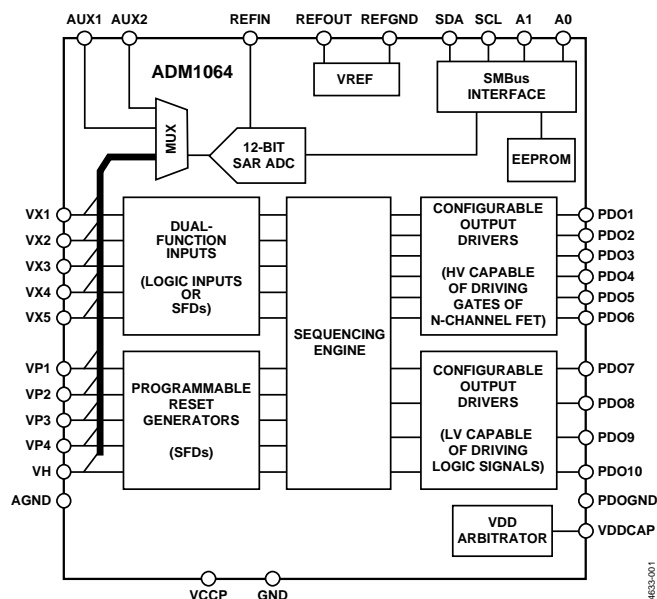 AUX1 AUX2 REFIN REFOUT REFGND SDA SCL A1 A0
ADM1064
VREF
SMBus
INTERFACE
MUX
12-BIT
SAR ADC
EEPROM
VX1
VX2
VX3
VX4
VX5
DUAL-
FUNCTION
INPUTS
(LOGIC INPUTS
OR
SFDs)
VP1
VP2
VP3
VP4
VH
AGND
PROGRAMMABLE
RESET
GENERATORS
(SFDs)
SEQUENCING
ENGINE
CONFIGURABLE
OUTPUT
DRIVERS
(HV CAPABLE
OF DRIVING
GATES OF
N-CHANNEL FET)
PDO1
PDO2
PDO3
PDO4
PDO5
PDO6
CONFIGURABLE
OUTPUT
DRIVERS
(LV CAPABLE
OF DRIVING
LOGIC SIGNALS)
PDO7
PDO8
PDO9
PDO10
PDOGND
VDD
ARBITRATOR
VDDCAP
VCCP GND
4633-001